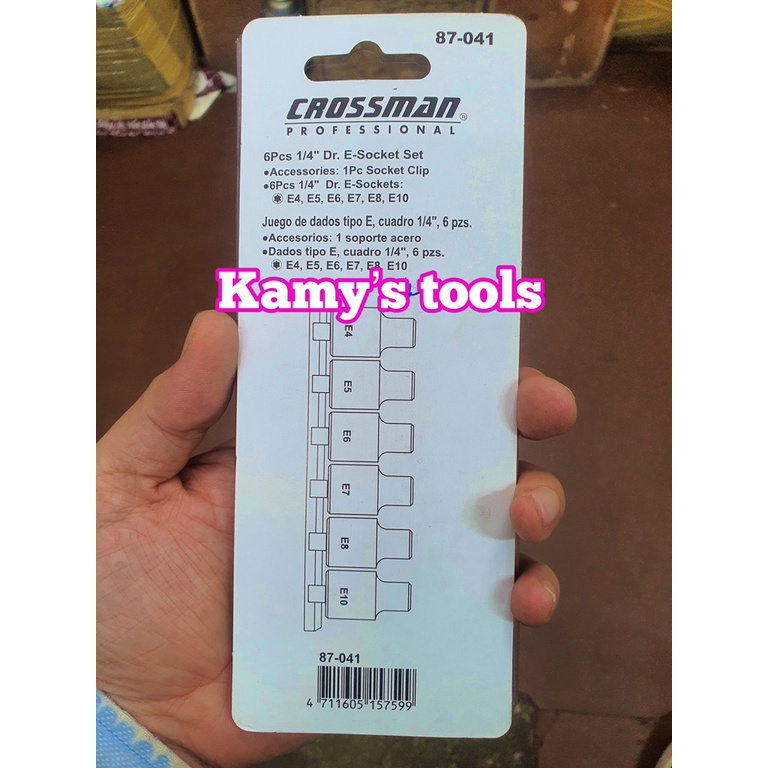 87-041
CROSSMAN®
PROFESSIONAL
6Pcs 1/4" Dr. E-Socket Set
●Accessories: 1Pc Socket Clip
●6Pcs 1/4" Dr. E-Sockets:
E4, E5, E6, E7, E8, E10
Juego de dados tipo E, cuadro 1/4", 6 pzs.
●Accesorios: 1 soporte acero
●Dados tipo E, cuadro 1/4", 6 pzs.
E4, E5, E6, E7, E8, E10
Kamy's tools
E4
E5
E6
E7
E8
E10
87-041
4 711605 157599